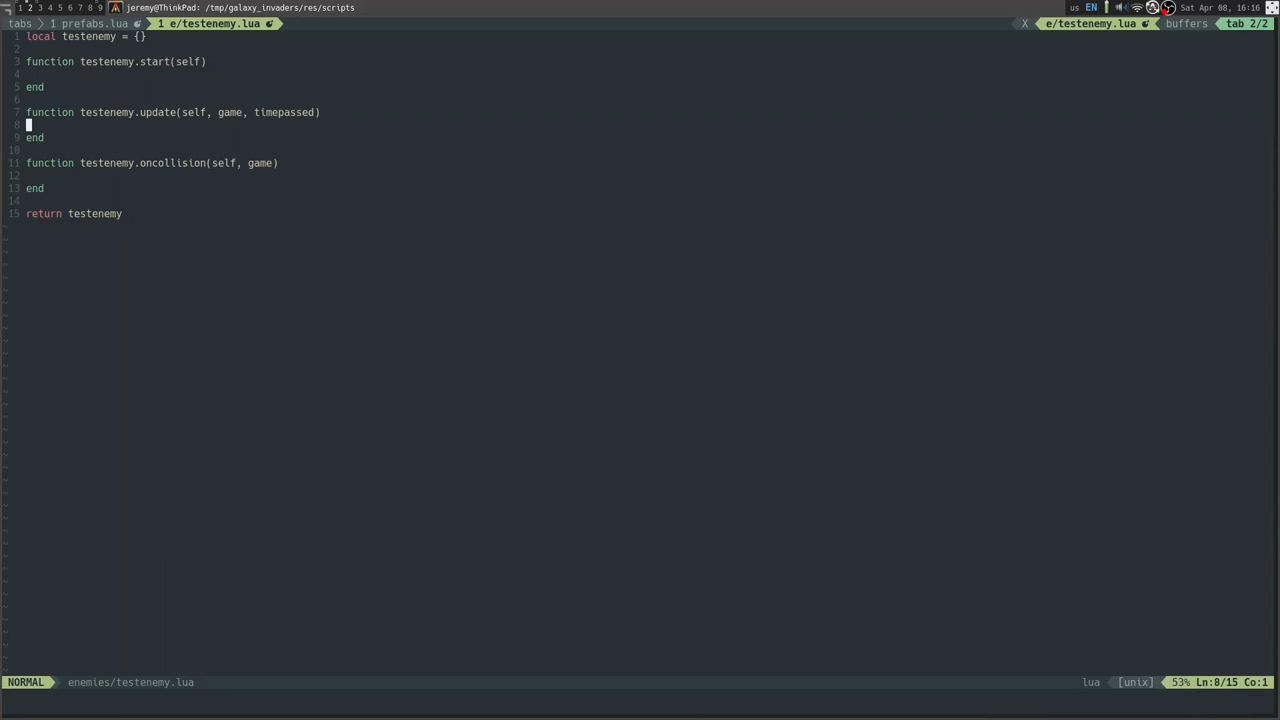 1 2 3 4 5 6 7 8 9 jeremy@ThinkPad: /tmp/galaxy_invaders/res/scripts us EN Sat Apr 08, 16:16
tabs 1 prefabs.lua 1 e/testenemy.lua X e/testenemy.lua buffers tab 2/2
1 local testenemy = {}
2
3 function testenemy.start(self)
4
5 end
6
7 function testenemy.update(self, game, timepassed)
8
9 end
10
11 function testenemy.oncollision(self, game)
12
13 end
14
15 return testenemy
NORMAL enemies/testenemy.lua lua [unix] 53% Ln:8/15 Co:1